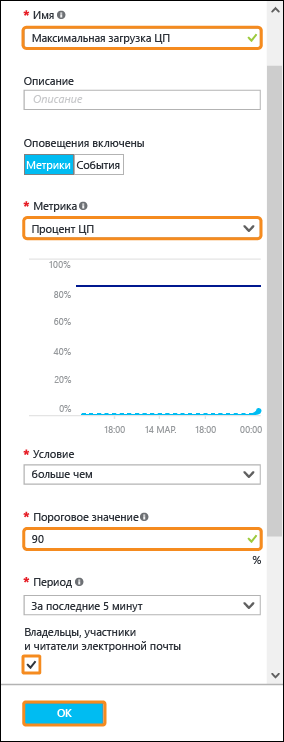 * Имя
Максимальная загрузка ЦП
Описание
Описание
Оповещения включены
Метрики События
* Метрика
Процент ЦП
100%
80%
60%
40%
20%
0%
18:00 14 МАР. 18:00 00:00
* Условие
больше чем
* Пороговое значение
90
%
* Период
За последние 5 минут
Владельцы, участники
и читатели электронной почты
ОК